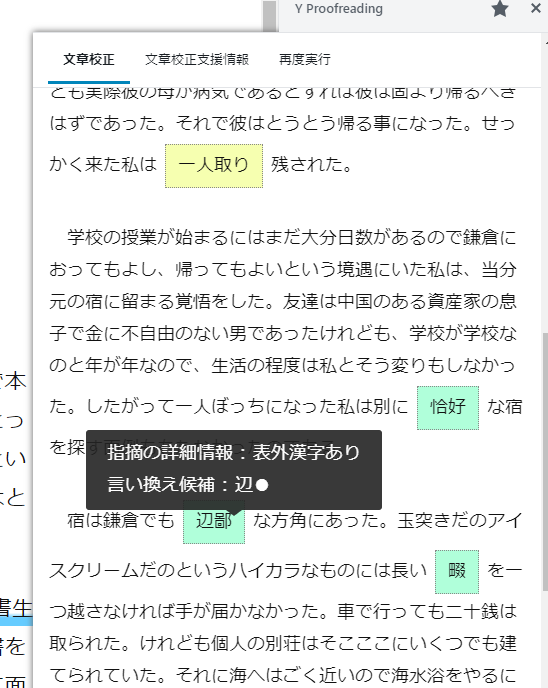 Y Proofreading
文章校正 文章校正支援情報 再度実行
とも実際彼の母が病気であるとすれば彼は固より帰るべき
はずであった。それで彼はとうとう帰る事になった。せっ
かく来た私は 一人取り 残された。
学校の授業が始まるにはまだ大分日数があるので鎌倉に
おってもよし、帰ってもよいという境遇にいた私は、当分
元の宿に留まる覚悟をした。友達は中国のある資産家の息
子で金に不自由のない男であったけれども、学校が学校な
のと年が年なので、生活の程度は私とそう変りもしなかっ
た。したがって一人ぼっちになった私は別に 恰好 な宿
を探す
指摘の詳細情報：表外漢字あり
言い換え候補：辺●
宿は鎌倉でも 辺鄙 な方角にあった。玉突きだのアイ
スクリームだのというハイカラなものには長い 畷 を一
つ越さなければ手が届かなかった。車で行っても二十銭は
取られた。けれども個人の別荘はそこここにいくつでも建
てられていた。それに海へはごく近いので海水浴をやるに
で本
こっ
とい
よと
書生
書を